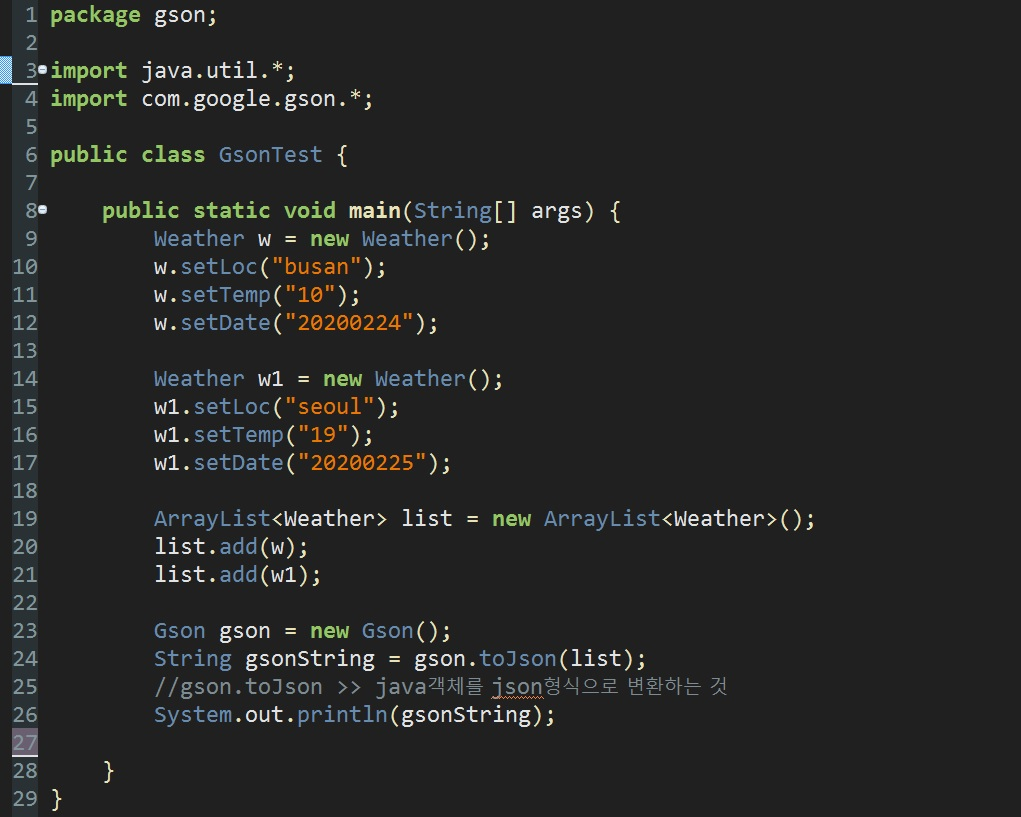 1 package gson;
2
3 import java.util.*;
4 import com.google.gson.*;
5
6 public class GsonTest {
7
8     public static void main(String[] args) {
9         Weather w = new Weather();
10         w.setLoc("busan");
11         w.setTemp("10");
12         w.setDate("20200224");
13
14         Weather w1 = new Weather();
15         w1.setLoc("seoul");
16         w1.setTemp("19");
17         w1.setDate("20200225");
18
19         ArrayList<Weather> list = new ArrayList<Weather>();
20         list.add(w);
21         list.add(w1);
22
23         Gson gson = new Gson();
24         String gsonString = gson.toJson(list);
25         //gson.toJson >> java객체를 json형식으로 변환하는 것
26         System.out.println(gsonString);
27
28     }
29 }